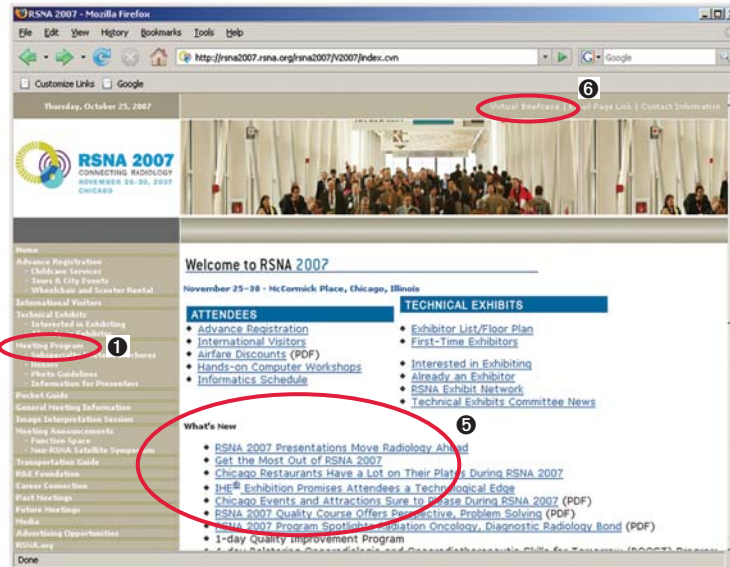 RSNA 2007 - Mozilla Firefox
File Edit View History Bookmarks Tools Help
http://rsna2007.rsna.org/rsna2007/V2007/index.cvn
Google
Customize Links Google
❻
Thursday, October 25, 2007
Virtual Briefcase | Page Link | Contact Information
RSNA 2007
CONNECTING RADIOLOGY
NOVEMBER 25-30, 2007
CHICAGO
Home
Advance Registration
- Childcare Services
- Tours & City Events
- Wheelchair and Scooter Rental
International Visitors
Technical Exhibits
- Interested in Exhibiting
Meeting Program
❶
- Hotels
- Photo Guidelines
- Information for Presenters
Pocket Guide
General Meeting Information
Image Interpretation Session
Meeting Announcements
- Function Space
- Non-RSNA Satellite Symposium
Transportation Guide
R&E Foundation
Career Connection
Past Meetings
Future Meetings
Media
Advertising Opportunities
RSNA.org
Welcome to RSNA 2007
November 25-30 - McCormick Place, Chicago, Illinois
ATTENDEES
Advance Registration
International Visitors
Airfare Discounts (PDF)
Hands-on Computer Workshops
Informatics Schedule
TECHNICAL EXHIBITS
Exhibitor List/Floor Plan
First-Time Exhibitors
Interested in Exhibiting
Already an Exhibitor
RSNA Exhibit Network
Technical Exhibits Committee News
❺
What's New
RSNA 2007 Presentations Move Radiology Ahead
Get the Most Out of RSNA 2007
Chicago Restaurants Have a Lot on Their Plates During RSNA 2007
IHE® Exhibition Promises Attendees a Technological Edge
Chicago Events and Attractions Sure to Please During RSNA 2007 (PDF)
RSNA 2007 Quality Course Offers Perspective, Problem Solving (PDF)
RSNA 2007 Program Spotlights Radiation Oncology, Diagnostic Radiology Bond (PDF)
1-day Quality Improvement Program
Done